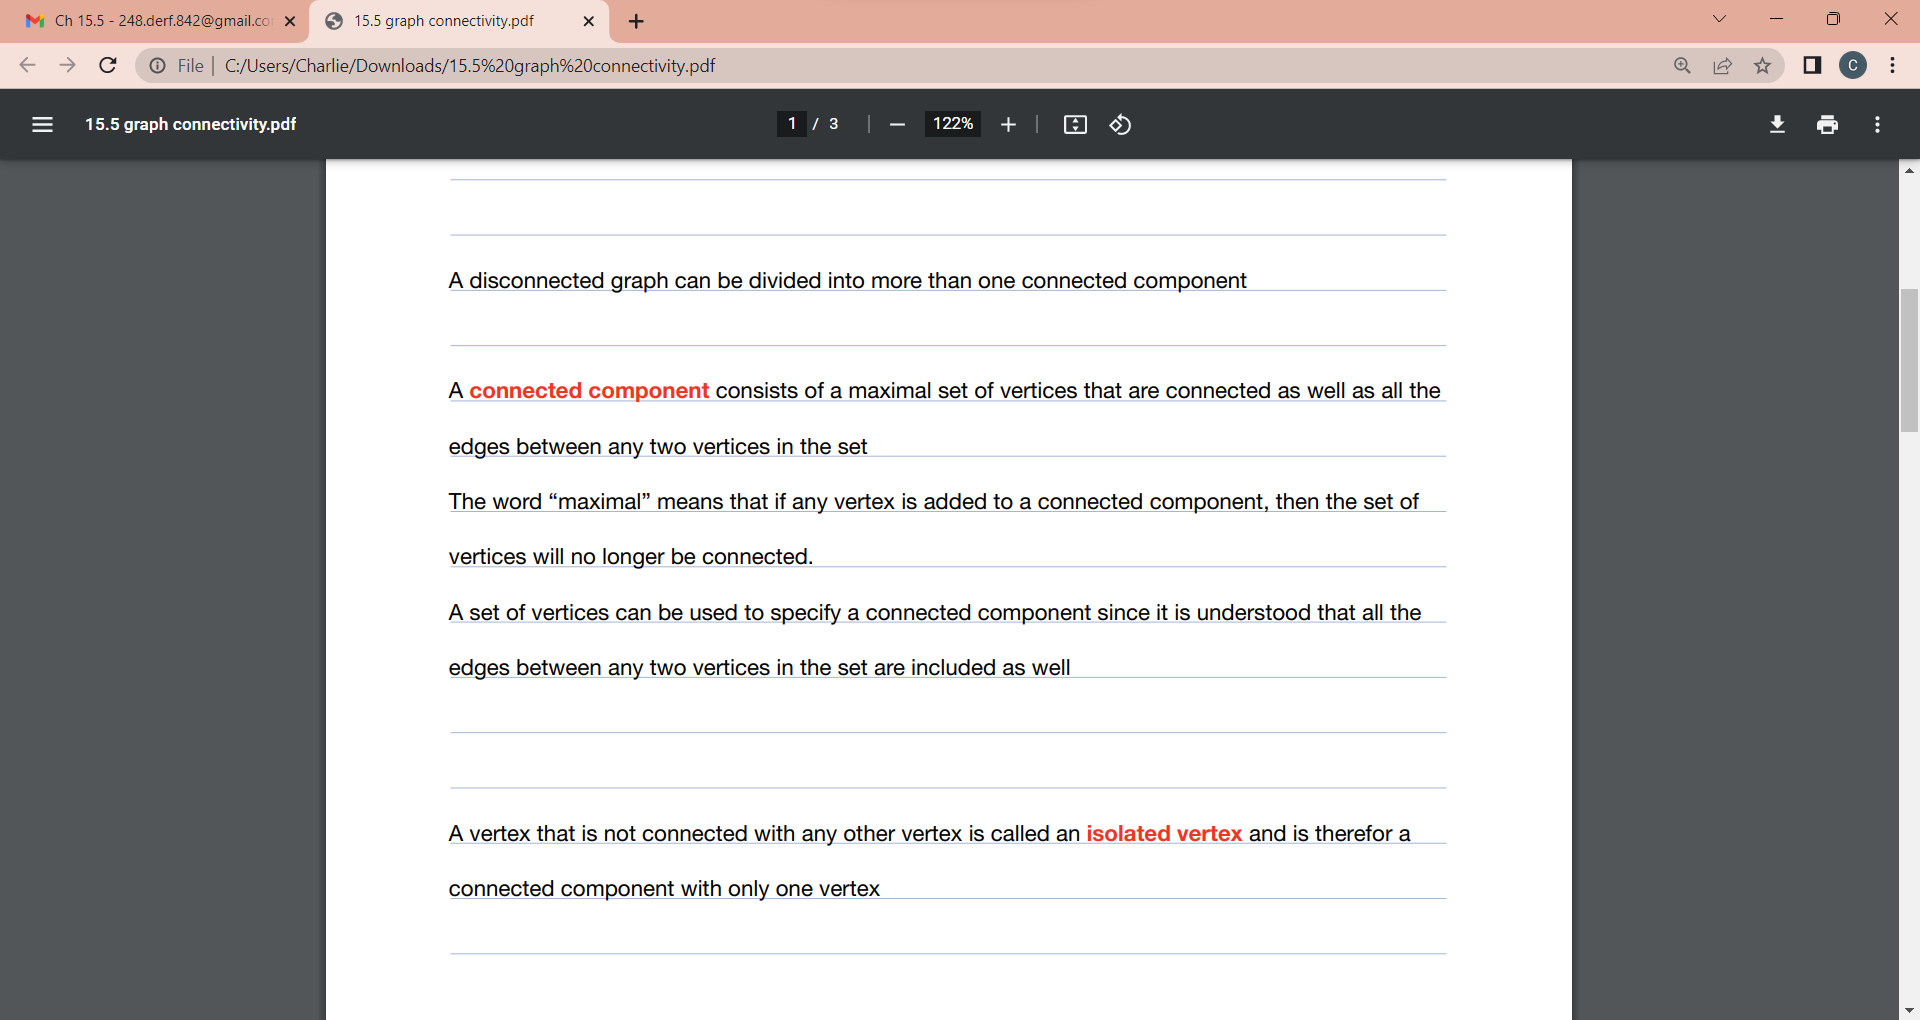 Ch 15.5 - 248.derf.842@gmail.co
15.5 graph connectivity.pdf
File
C:/Users/Charlie/Downloads/15.5%20graph%20connectivity.pdf
C
15.5 graph connectivity.pdf
1 / 3
122%
A disconnected graph can be divided into more than one connected component
A connected component consists of a maximal set of vertices that are connected as well as all the
edges between any two vertices in the set
The word “maximal” means that if any vertex is added to a connected component, then the set of
vertices will no longer be connected.
A set of vertices can be used to specify a connected component since it is understood that all the
edges between any two vertices in the set are included as well
A vertex that is not connected with any other vertex is called an isolated vertex and is therefor a
connected component with only one vertex